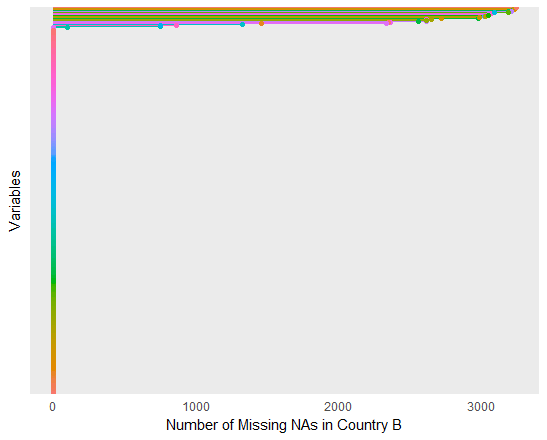 Variables
0 1000 2000 3000
Number of Missing NAs in Country B